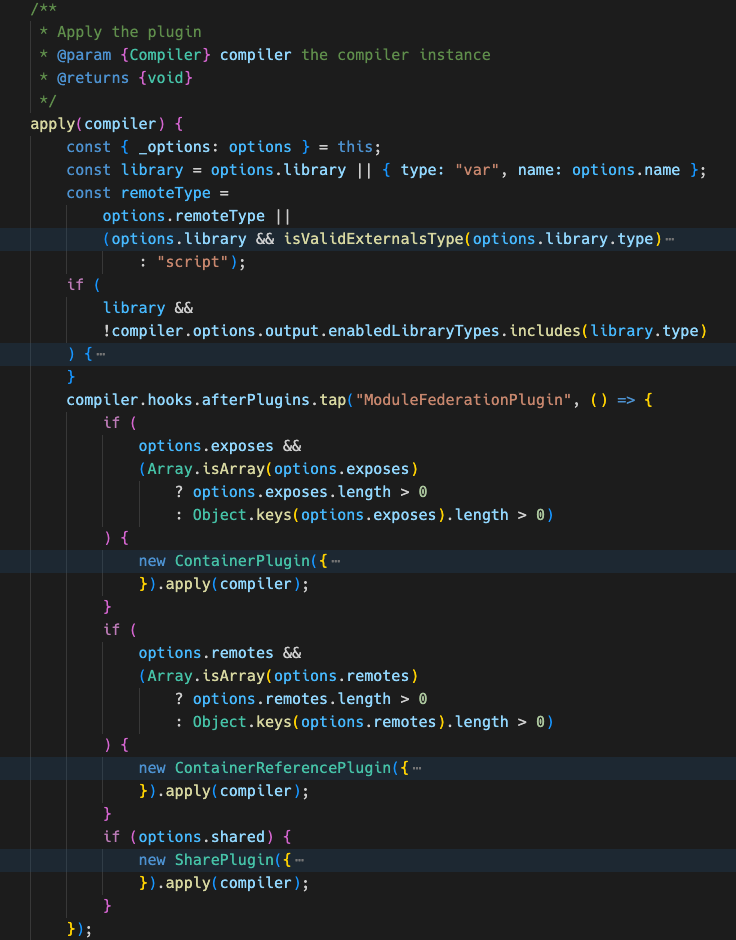 /**
 * Apply the plugin
 * @param {Compiler} compiler the compiler instance
 * @returns {void}
 */
apply(compiler) {
    const { _options: options } = this;
    const library = options.library || { type: "var", name: options.name };
    const remoteType =
        options.remoteType ||
        (options.library && isValidExternalsType(options.library.type)⋯
            : "script");
    if (
        library &&
        !compiler.options.output.enabledLibraryTypes.includes(library.type)
    ) {⋯
    }
    compiler.hooks.afterPlugins.tap("ModuleFederationPlugin", () => {
        if (
            options.exposes &&
            (Array.isArray(options.exposes)
                ? options.exposes.length > 0
                : Object.keys(options.exposes).length > 0)
        ) {
            new ContainerPlugin({⋯
            }).apply(compiler);
        }
        if (
            options.remotes &&
            (Array.isArray(options.remotes)
                ? options.remotes.length > 0
                : Object.keys(options.remotes).length > 0)
        ) {
            new ContainerReferencePlugin({⋯
            }).apply(compiler);
        }
        if (options.shared) {
            new SharePlugin({⋯
            }).apply(compiler);
        }
    });